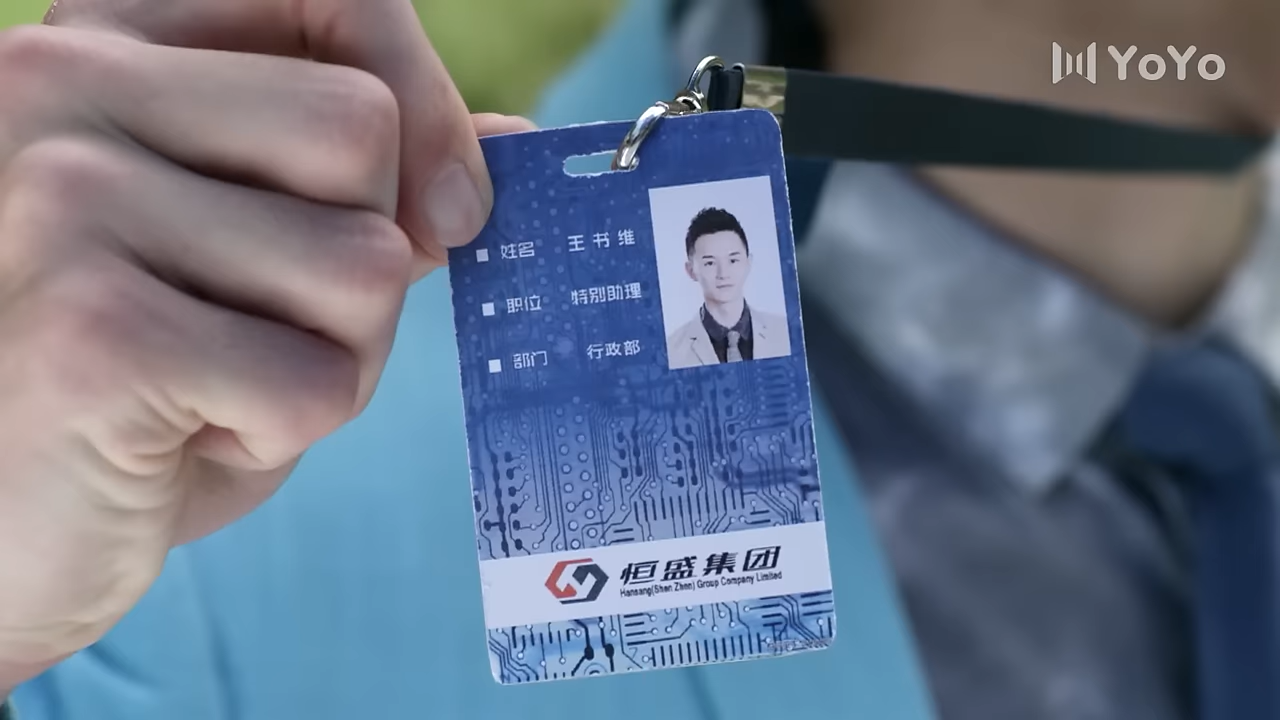 YoYo
姓名 王书维
职位 特别助理
部门 行政部
恒盛集团
Hansang(Shen Zhen) Group Company Limited